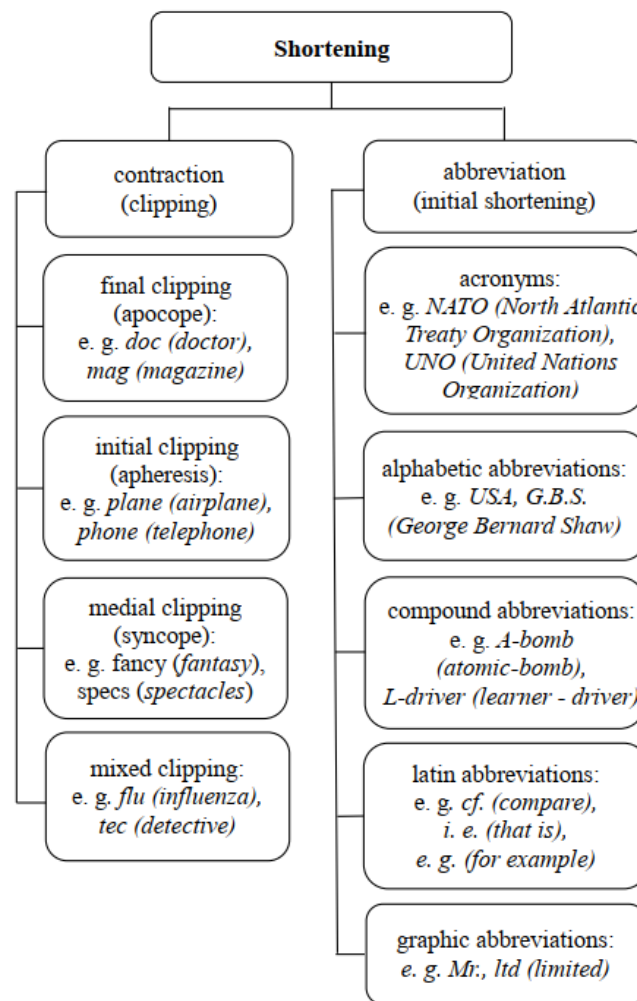 Shortening
contraction
(clipping)
final clipping
(apocope):
e. g. doc (doctor),
mag (magazine)
initial clipping
(apheresis):
e. g. plane (airplane),
phone (telephone)
medial clipping
(syncope):
e. g. fancy (fantasy),
specs (spectacles)
mixed clipping:
e. g. flu (influenza),
tec (detective)
abbreviation
(initial shortening)
acronyms:
e. g. NATO (North Atlantic
Treaty Organization),
UNO (United Nations
Organization)
alphabetic abbreviations:
e. g. USA, G.B.S.
(George Bernard Shaw)
compound abbreviations:
e. g. A-bomb
(atomic-bomb),
L-driver (learner - driver)
latin abbreviations:
e. g. cf. (compare),
i. e. (that is),
e. g. (for example)
graphic abbreviations:
e. g. Mr., ltd (limited)